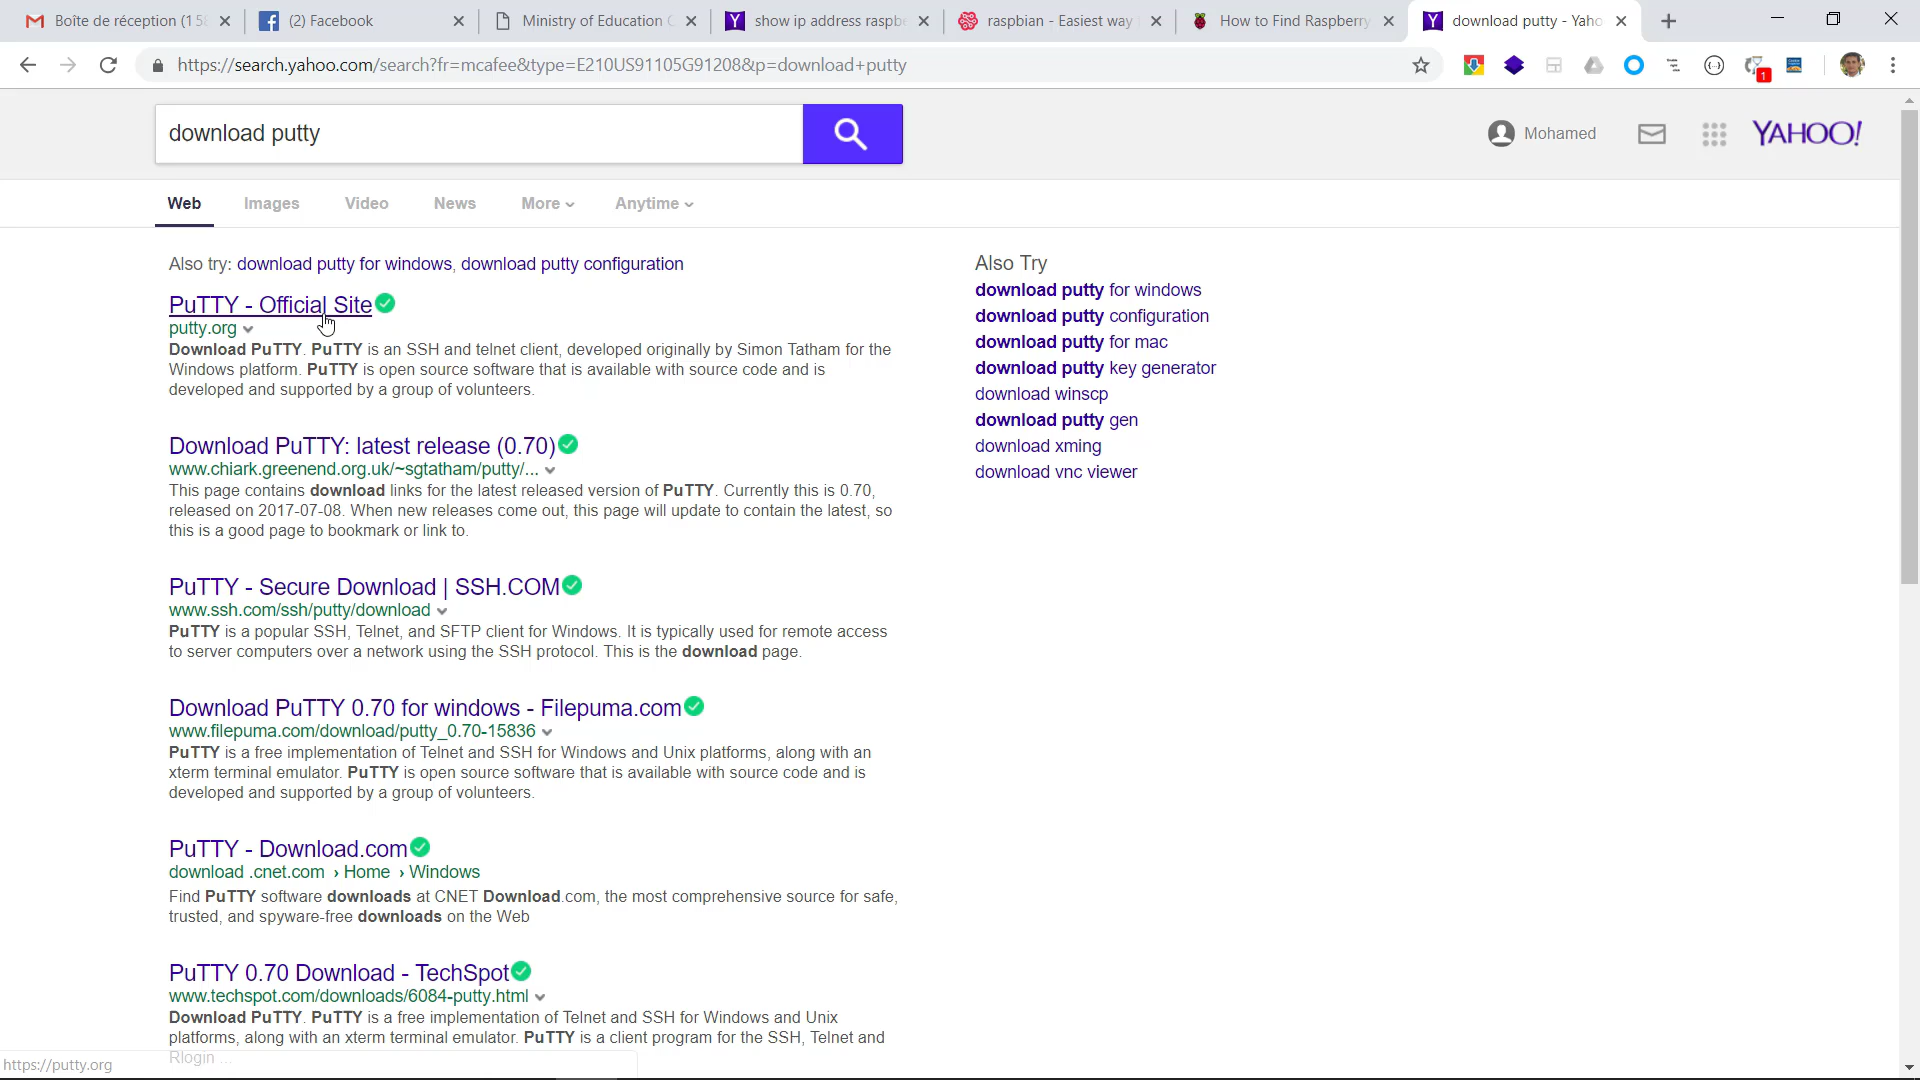 Boîte de réception (1 58
(2) Facebook
Ministry of Education C
show ip address raspbe
raspbian - Easiest way
How to Find Raspberry
download putty - Yaho
https://search.yahoo.com/search?fr=mcafee&type=E210US91105G91208&p=download+putty
1
download putty
Mohamed
YAHOO!
Web
Images
Video
News
More
Anytime
Also try: download putty for windows, download putty configuration
PuTTY - Official Site
putty.org
Download PuTTY. PuTTY is an SSH and telnet client, developed originally by Simon Tatham for the
Windows platform. PuTTY is open source software that is available with source code and is
developed and supported by a group of volunteers.
Download PuTTY: latest release (0.70)
www.chiark.greenend.org.uk/~sgtatham/putty/...
This page contains download links for the latest released version of PuTTY. Currently this is 0.70,
released on 2017-07-08. When new releases come out, this page will update to contain the latest, so
this is a good page to bookmark or link to.
PuTTY - Secure Download | SSH.COM
www.ssh.com/ssh/putty/download
PuTTY is a popular SSH, Telnet, and SFTP client for Windows. It is typically used for remote access
to server computers over a network using the SSH protocol. This is the download page.
Download PuTTY 0.70 for windows - Filepuma.com
www.filepuma.com/download/putty_0.70-15836
PuTTY is a free implementation of Telnet and SSH for Windows and Unix platforms, along with an
xterm terminal emulator. PuTTY is open source software that is available with source code and is
developed and supported by a group of volunteers.
PuTTY - Download.com
download .cnet.com › Home › Windows
Find PuTTY software downloads at CNET Download.com, the most comprehensive source for safe,
trusted, and spyware-free downloads on the Web
PuTTY 0.70 Download - TechSpot
www.techspot.com/downloads/6084-putty.html
Download PuTTY. PuTTY is a free implementation of Telnet and SSH for Windows and Unix
platforms, along with an xterm terminal emulator. PuTTY is a client program for the SSH, Telnet and
Rlogin ...
Also Try
download putty for windows
download putty configuration
download putty for mac
download putty key generator
download winscp
download putty gen
download xming
download vnc viewer
https://putty.org